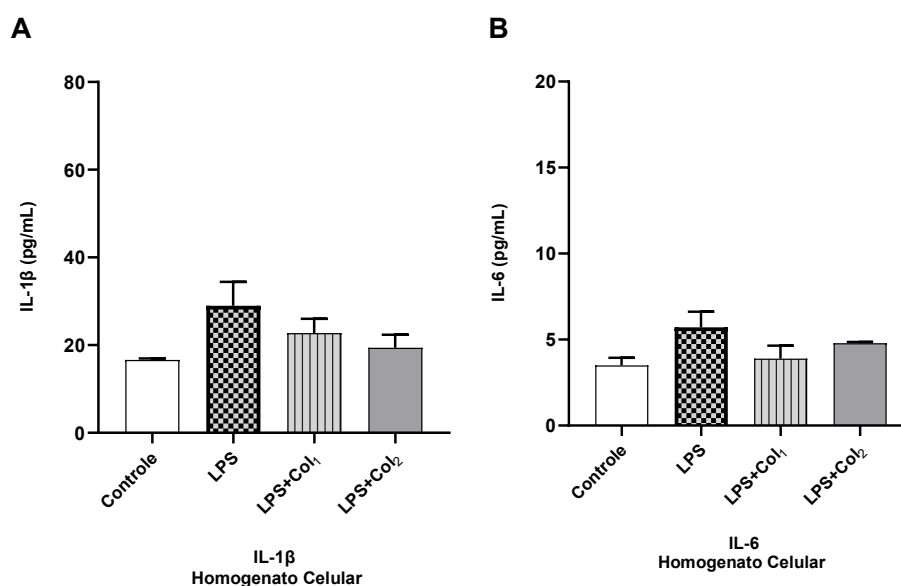 A
IL-1β (pg/mL)
80
60
40
20
0
Controle
LPS
LPS+Col₁
LPS+Col₂
IL-1β
Homogenato Celular
B
IL-6 (pg/mL)
20
15
10
5
0
Controle
LPS
LPS+Col₁
LPS+Col₂
IL-6
Homogenato Celular